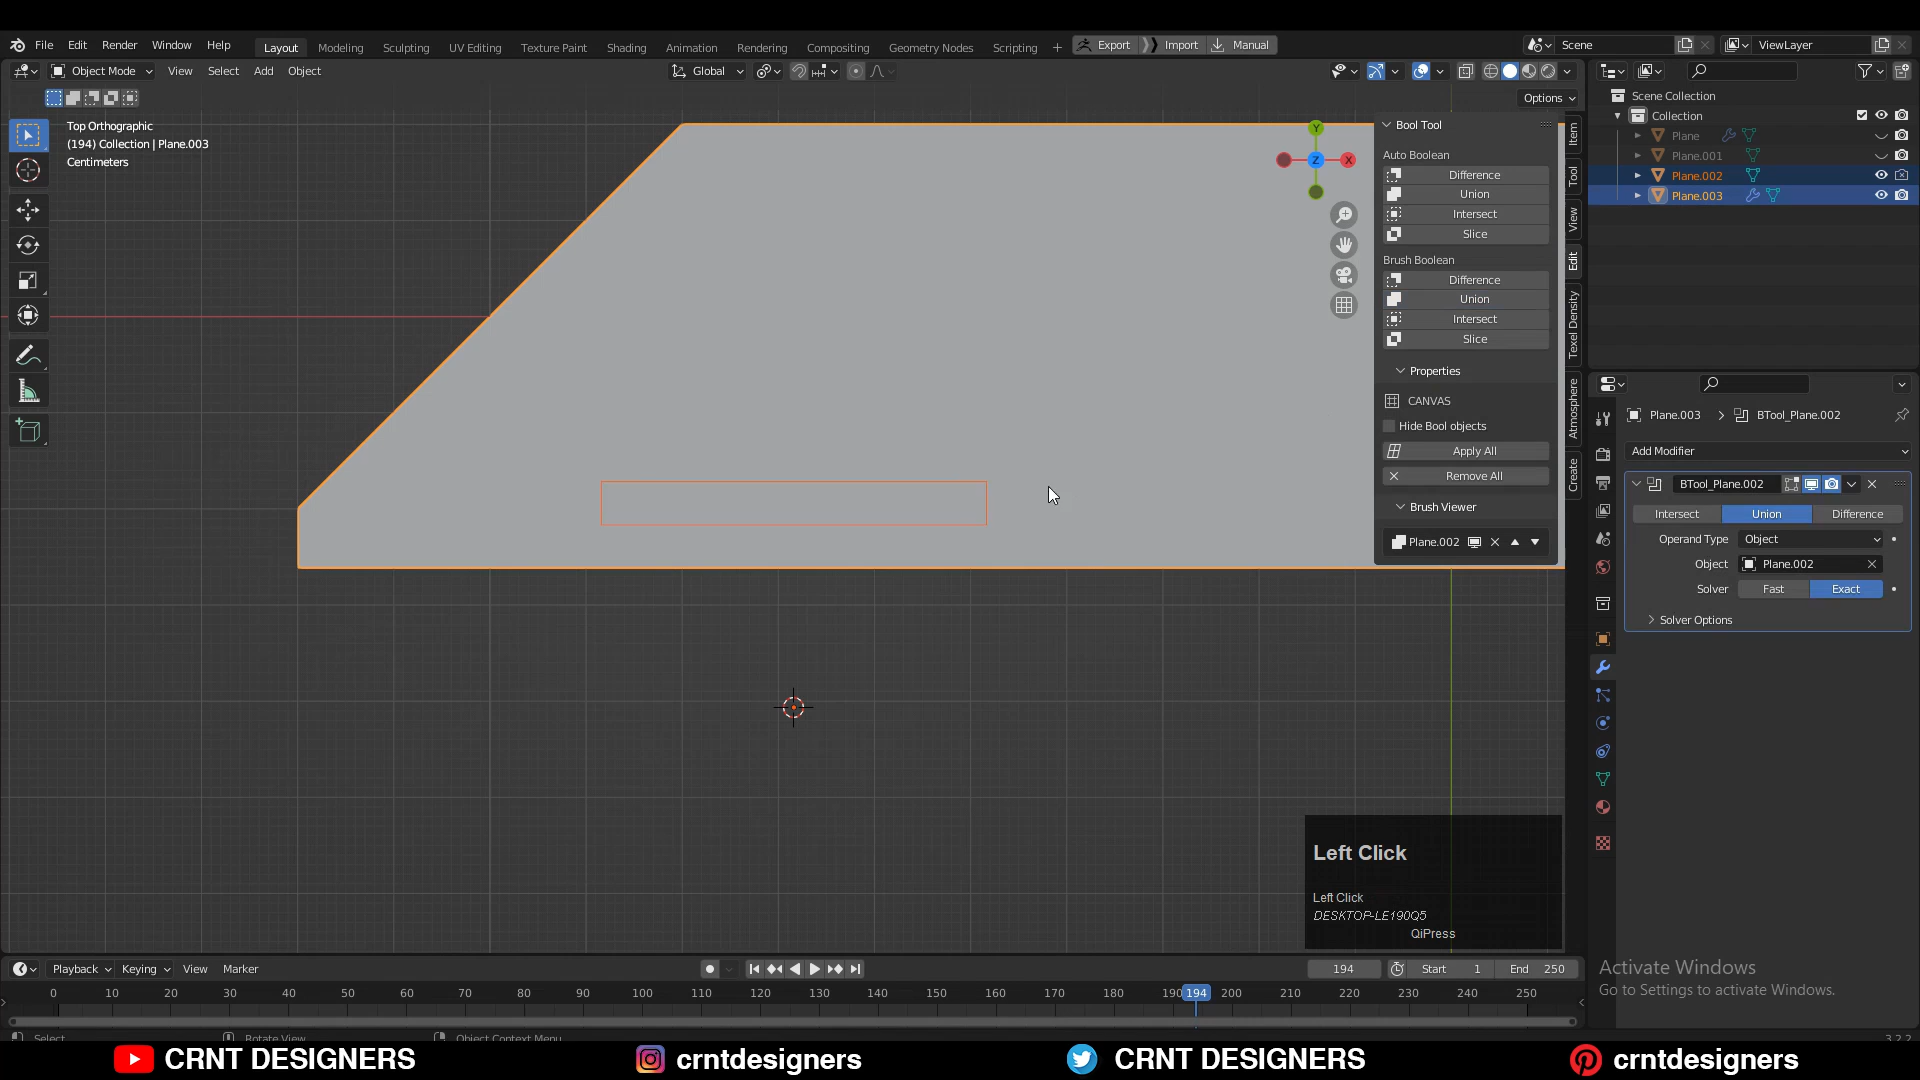 File Edit Render Window Help Layout Modeling Sculpting UV Editing Texture Paint Shading Animation Rendering Compositing Geometry Nodes Scripting + Export Import Manual Scene ViewLayer
Object Mode View Select Add Object Global
Options
Top Orthographic
(194) Collection | Plane.003
Centimeters
Bool Tool
Auto Boolean
Difference
Union
Intersect
Slice
Brush Boolean
Difference
Union
Intersect
Slice
Properties
CANVAS
Hide Bool objects
Apply All
Remove All
Brush Viewer
Plane.002
Y
Z
X
Item
Tool
View
Edit
Texel Density
Atmosphere
Create
Scene Collection
Collection
Plane
Plane.001
Plane.002
Plane.003
Plane.003 > BTool_Plane.002
Add Modifier
BTool_Plane.002
Intersect Union Difference
Operand Type Object
Object Plane.002
Solver Fast Exact
Solver Options
Left Click
Left Click
DESKTOP-LE190Q5
QiPress
Playback Keying View Marker 194 Start 1 End 250
0 10 20 30 40 50 60 70 80 90 100 110 120 130 140 150 160 170 180 190 194 200 210 220 230 240 250
Activate Windows
Go to Settings to activate Windows.
Select Rotate View Object Context Menu 3.2.2
CRNT DESIGNERS crntdesigners CRNT DESIGNERS crntdesigners